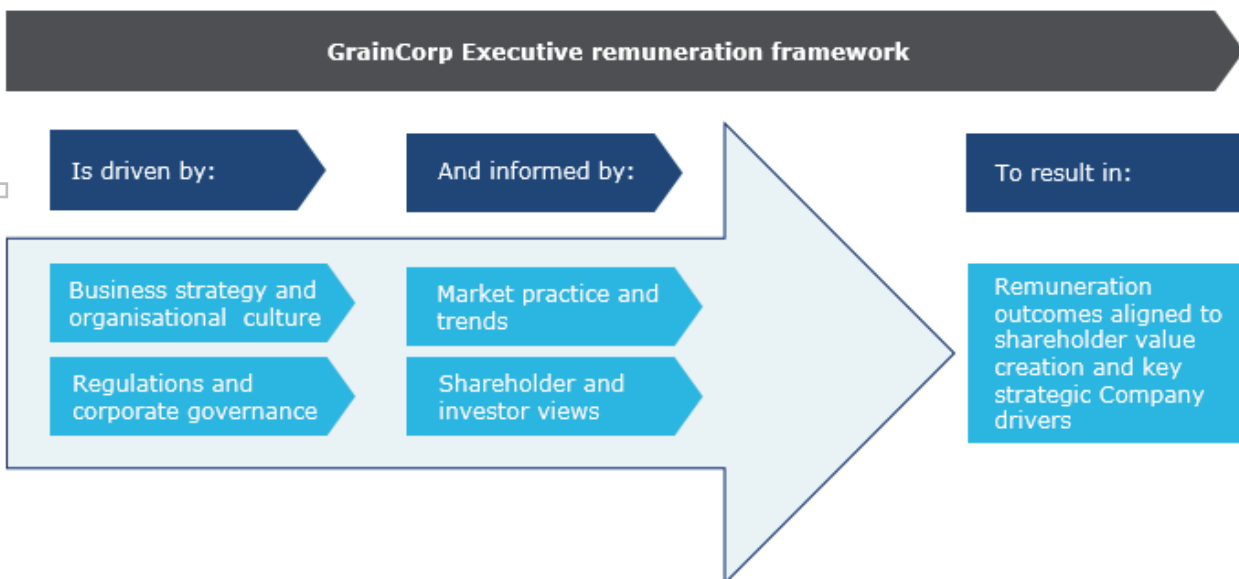 GrainCorp Executive remuneration framework
Is driven by:
And informed by:
To result in:
Business strategy and
organisational culture
Regulations and
corporate governance
Market practice and
trends
Shareholder and
investor views
Remuneration
outcomes aligned to
shareholder value
creation and key
strategic Company
drivers